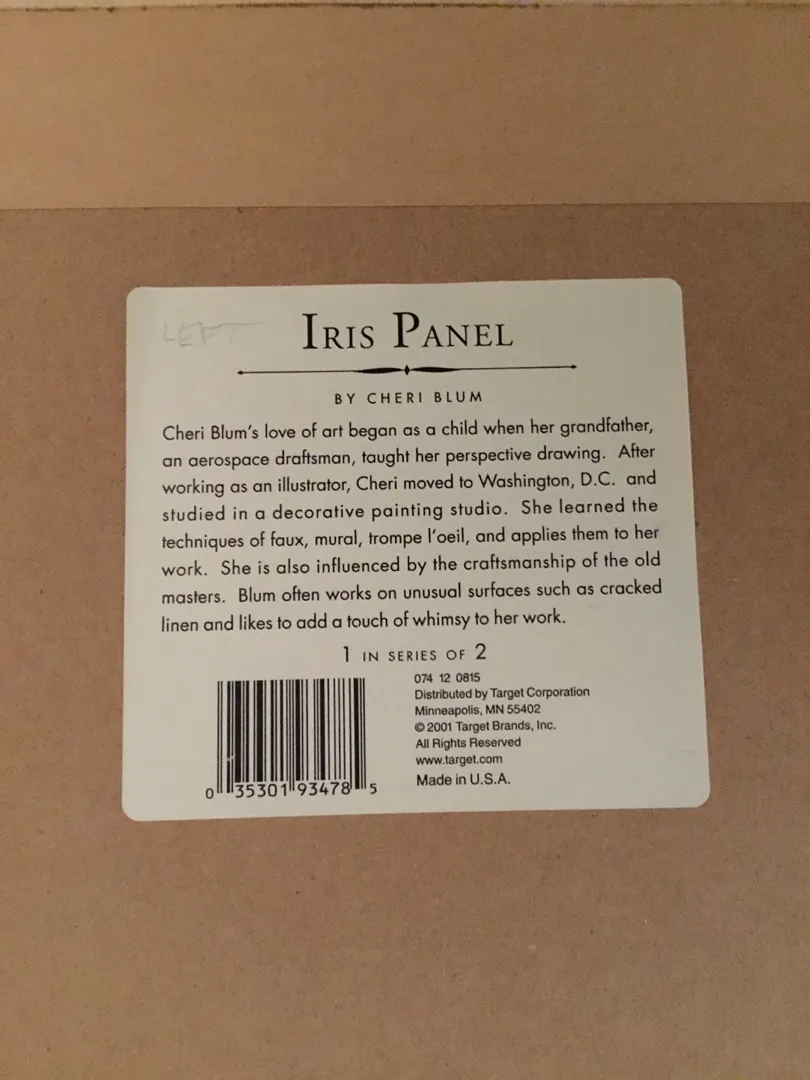 LEFT
IRIS PANEL
BY CHERI BLUM
Cheri Blum's love of art began as a child when her grandfather,
an aerospace draftsman, taught her perspective drawing. After
working as an illustrator, Cheri moved to Washington, D.C. and
studied in a decorative painting studio. She learned the
techniques of faux, mural, trompe l'oeil, and applies them to her
work. She is also influenced by the craftsmanship of the old
masters. Blum often works on unusual surfaces such as cracked
linen and likes to add a touch of whimsy to her work.
1 IN SERIES OF 2
074 12 0815
Distributed by Target Corporation
Minneapolis, MN 55402
© 2001 Target Brands, Inc.
All Rights Reserved
www.target.com
Made in U.S.A.
0 35301 93478 5